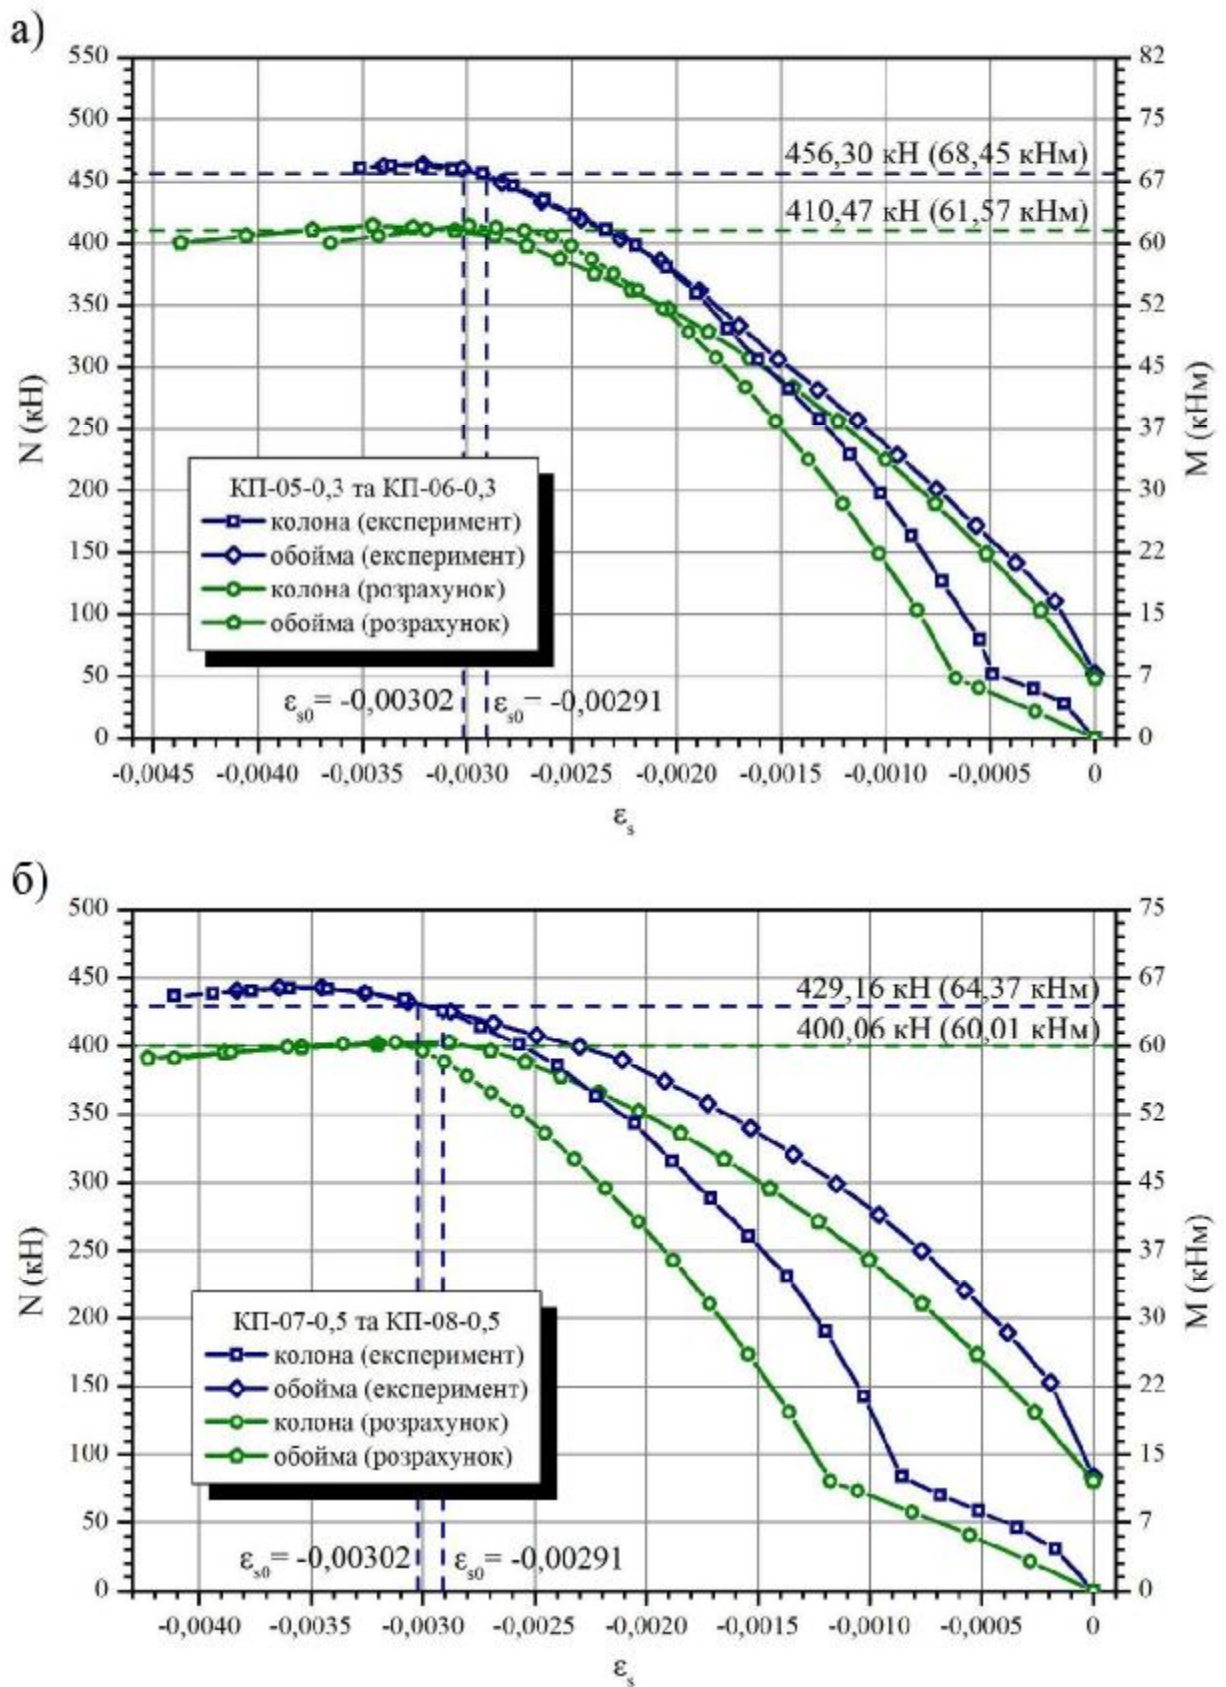 а)
550
500
450
400
350
300
250
200
150
100
50
0
82
75
67
60
52
45
37
30
22
15
7
0
456,30 кН (68,45 кНм)
410,47 кН (61,57 кНм)
N (кН)
M (кНм)
КП-05-0,3 та КП-06-0,3
колона (експеримент)
обойма (експеримент)
колона (розрахунок)
обойма (розрахунок)
εs0= -0,00302
εs0= -0,00291
-0,0045 -0,0040 -0,0035 -0,0030 -0,0025 -0,0020 -0,0015 -0,0010 -0,0005 0
εs
б)
500
450
400
350
300
250
200
150
100
50
0
75
67
60
52
45
37
30
22
15
7
0
429,16 кН (64,37 кНм)
400,06 кН (60,01 кНм)
N (кН)
M (кНм)
КП-07-0,5 та КП-08-0,5
колона (експеримент)
обойма (експеримент)
колона (розрахунок)
обойма (розрахунок)
εs0= -0,00302
εs0= -0,00291
-0,0040 -0,0035 -0,0030 -0,0025 -0,0020 -0,0015 -0,0010 -0,0005 0
εs